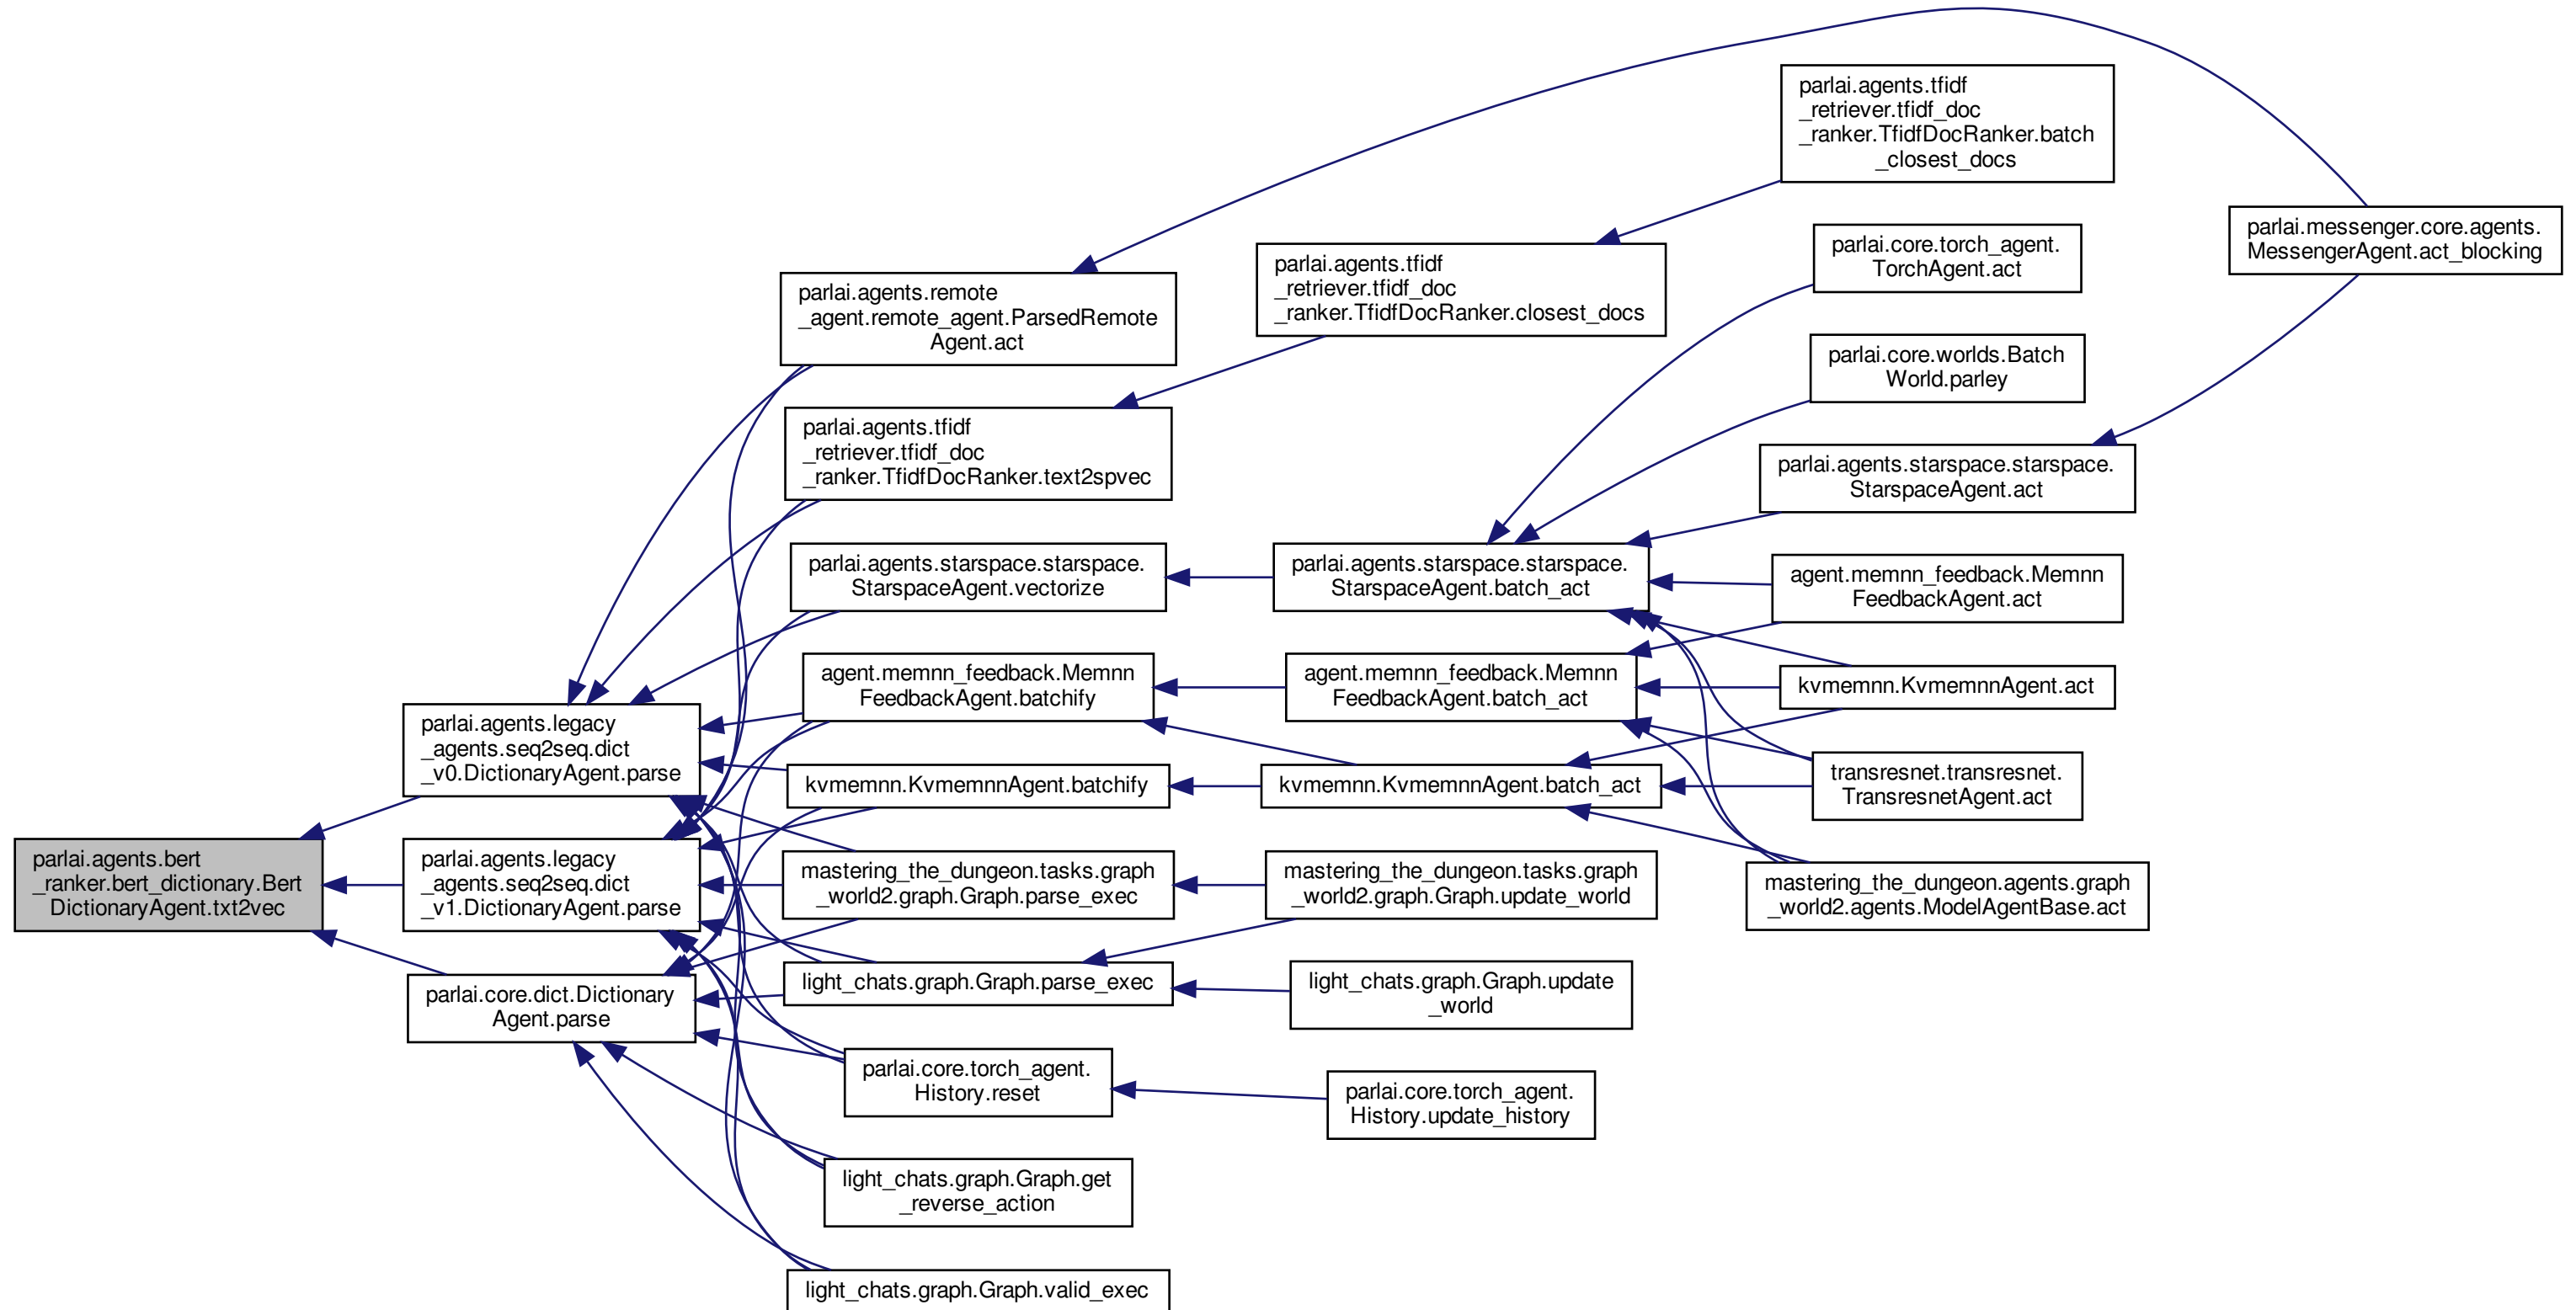 parlai.agents.bert
_ranker.bert_dictionary.Bert
DictionaryAgent.txt2vec
parlai.agents.legacy
_agents.seq2seq.dict
_v0.DictionaryAgent.parse
parlai.agents.legacy
_agents.seq2seq.dict
_v1.DictionaryAgent.parse
parlai.core.dict.Dictionary
Agent.parse
parlai.agents.remote
_agent.remote_agent.ParsedRemote
Agent.act
parlai.agents.tfidf
_retriever.tfidf_doc
_ranker.TfidfDocRanker.text2spvec
parlai.agents.starspace.starspace.
StarspaceAgent.vectorize
agent.memnn_feedback.Memnn
FeedbackAgent.batchify
kvmemnn.KvmemnnAgent.batchify
mastering_the_dungeon.tasks.graph
_world2.graph.Graph.parse_exec
light_chats.graph.Graph.parse_exec
parlai.core.torch_agent.
History.reset
light_chats.graph.Graph.get
_reverse_action
light_chats.graph.Graph.valid_exec
parlai.agents.tfidf
_retriever.tfidf_doc
_ranker.TfidfDocRanker.closest_docs
parlai.agents.starspace.starspace.
StarspaceAgent.batch_act
agent.memnn_feedback.Memnn
FeedbackAgent.batch_act
kvmemnn.KvmemnnAgent.batch_act
mastering_the_dungeon.tasks.graph
_world2.graph.Graph.update_world
light_chats.graph.Graph.update
_world
parlai.core.torch_agent.
History.update_history
parlai.agents.tfidf
_retriever.tfidf_doc
_ranker.TfidfDocRanker.batch
_closest_docs
parlai.core.torch_agent.
TorchAgent.act
parlai.core.worlds.Batch
World.parley
parlai.agents.starspace.starspace.
StarspaceAgent.act
agent.memnn_feedback.Memnn
FeedbackAgent.act
kvmemnn.KvmemnnAgent.act
transresnet.transresnet.
TransresnetAgent.act
mastering_the_dungeon.agents.graph
_world2.agents.ModelAgentBase.act
parlai.messenger.core.agents.
MessengerAgent.act_blocking